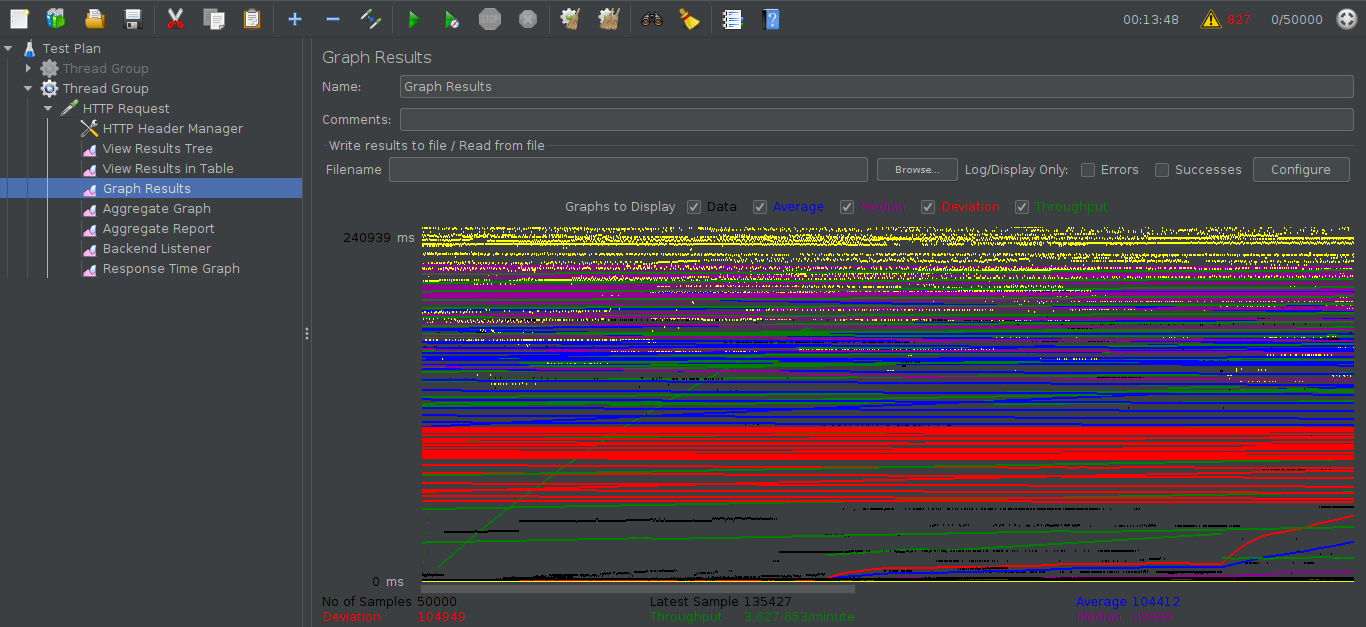 STOP
00:13:48
827
0/50000
Test Plan
Thread Group
Thread Group
HTTP Request
HTTP Header Manager
View Results Tree
View Results in Table
Graph Results
Aggregate Graph
Aggregate Report
Backend Listener
Response Time Graph
Graph Results
Name: Graph Results
Comments:
Write results to file / Read from file
Filename Browse... Log/Display Only: Errors Successes Configure
Graphs to Display Data Average Median Deviation Throughput
240939 ms
0 ms
No of Samples 50000 Latest Sample 135427 Average 104412
Deviation 104949 Throughput 3,627.653/minute Median